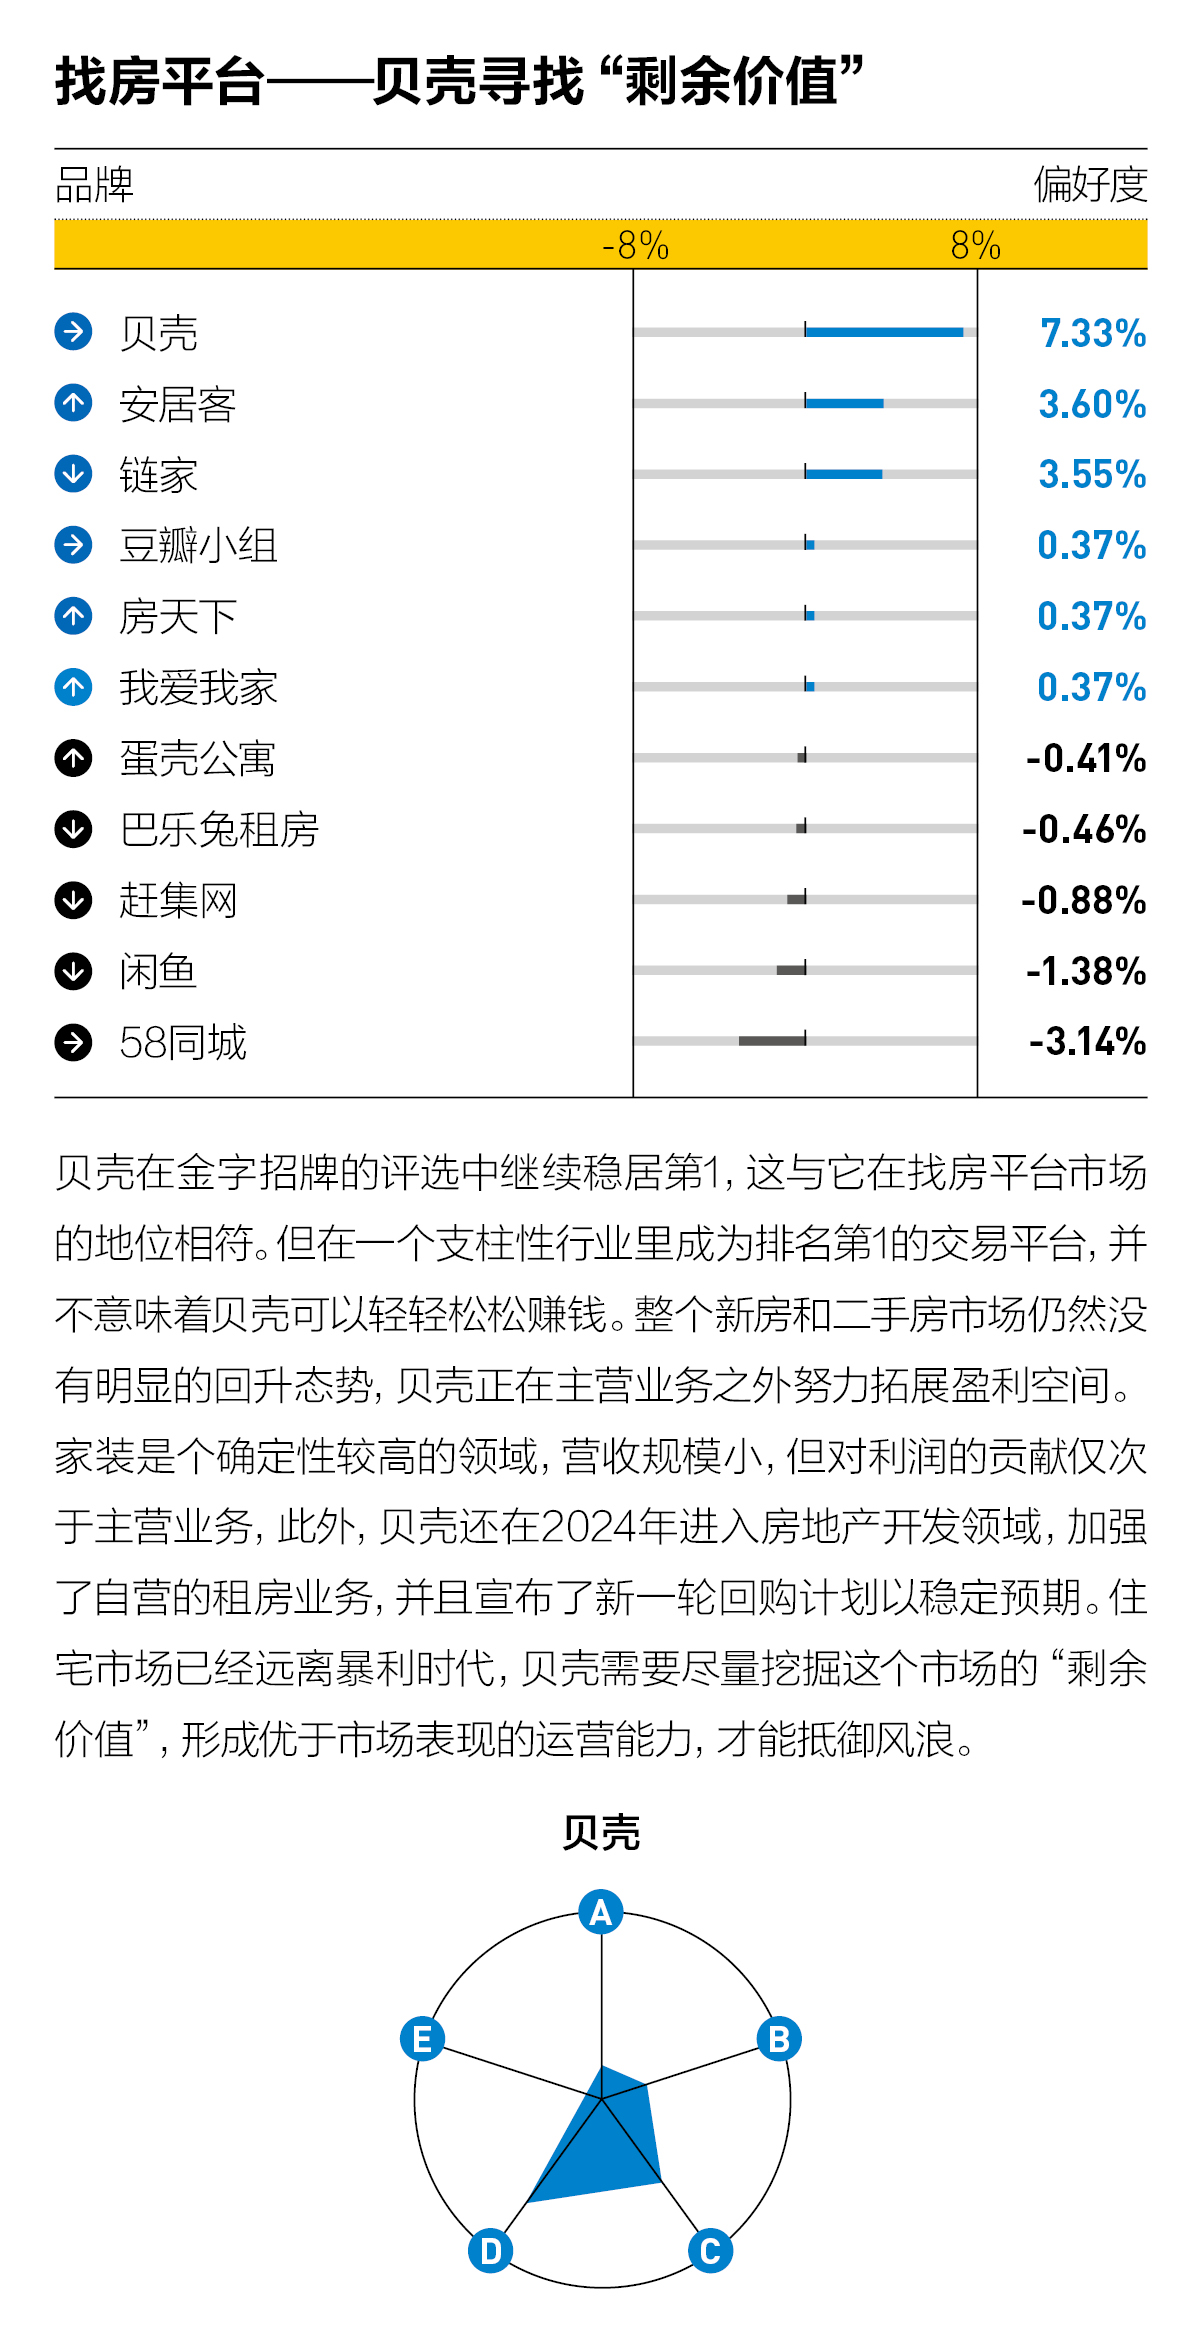 找房平台——贝壳寻找“剩余价值”
品牌 偏好度
-8% 8%
贝壳 7.33%
安居客 3.60%
链家 3.55%
豆瓣小组 0.37%
房天下 0.37%
我爱我家 0.37%
蛋壳公寓 -0.41%
巴乐兔租房 -0.46%
赶集网 -0.88%
闲鱼 -1.38%
58同城 -3.14%
贝壳在金字招牌的评选中继续稳居第1，这与它在找房平台市场
的地位相符。但在一个支柱性行业里成为排名第1的交易平台，并
不意味着贝壳可以轻轻松松赚钱。整个新房和二手房市场仍然没
有明显的回升态势，贝壳正在主营业务之外努力拓展盈利空间。
家装是个确定性较高的领域，营收规模小，但对利润的贡献仅次
于主营业务，此外，贝壳还在2024年进入房地产开发领域，加强
了自营的租房业务，并且宣布了新一轮回购计划以稳定预期。住
宅市场已经远离暴利时代，贝壳需要尽量挖掘这个市场的“剩余
价值”，形成优于市场表现的运营能力，才能抵御风浪。
贝壳
A
E B
D C